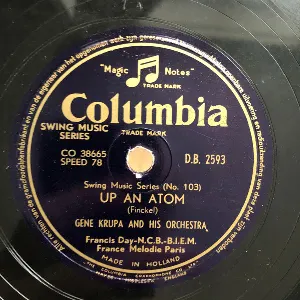 "Magic Notes"
TRADE MARK
Columbia
SWING MUSIC
SERIES
TRADE MARK
CO 38665
SPEED 78
D.B. 2593
Swing Music Series (No. 103)
UP AN ATOM
(Finckel)
GENE KRUPA AND HIS ORCHESTRA
Francis Day-N.C.B.-B.I.E.M.
France Melodie Paris
MADE IN HOLLAND